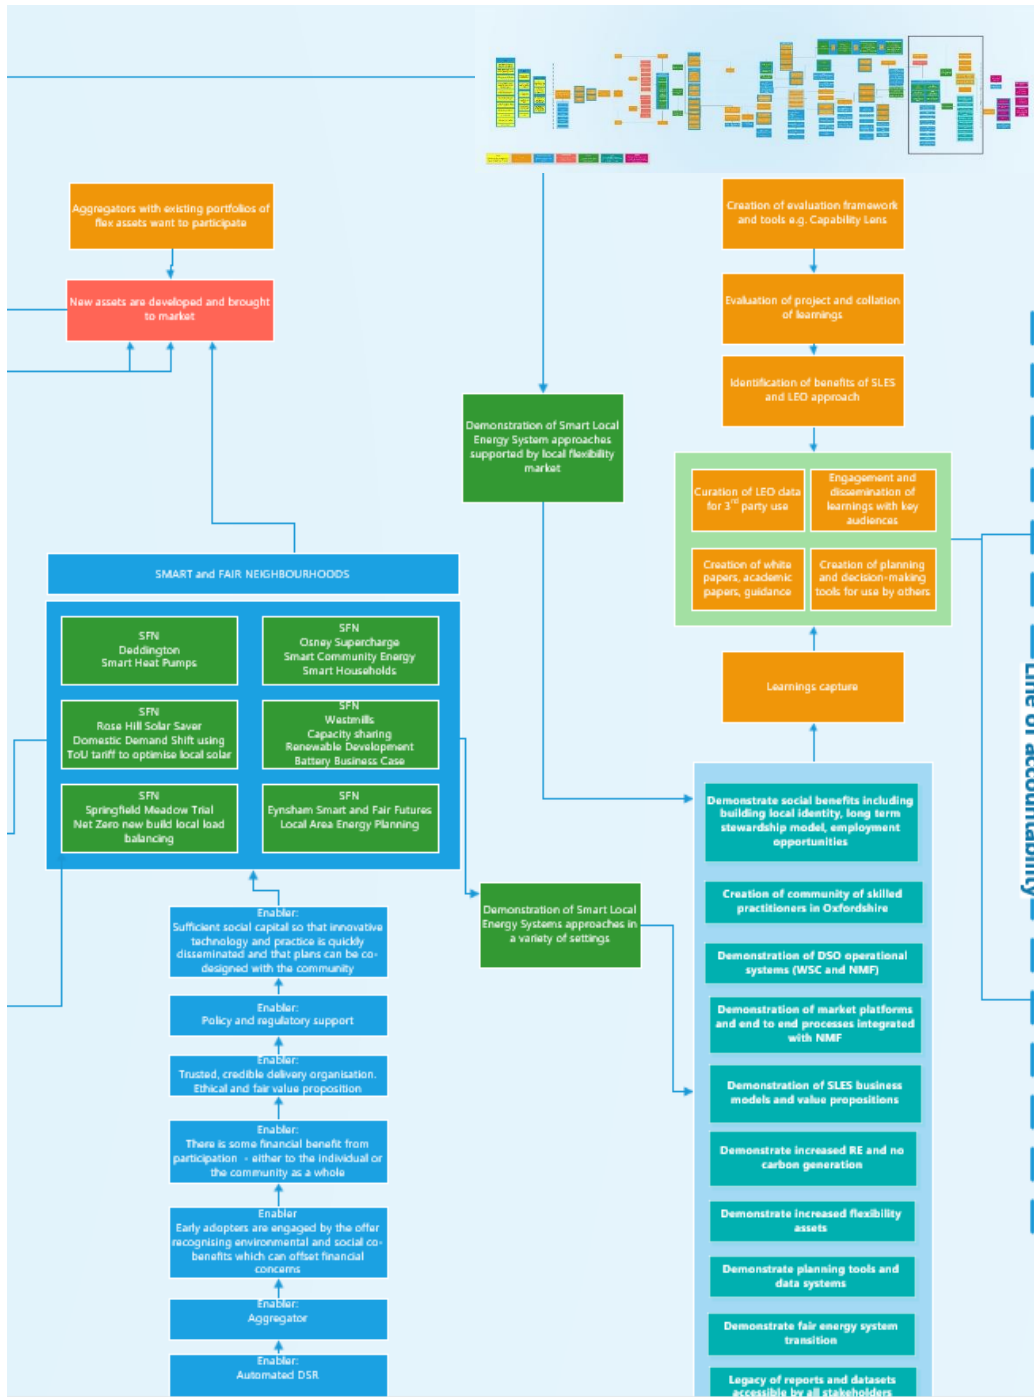 Aggregators with existing portfolios of
flex assets want to participate
New assets are developed and brought
to market
SMART and FAIR NEIGHBOURHOODS
SFN
Deddington
Smart Heat Pumps
SFN
Osney Supercharge
Smart Community Energy
Smart Households
SFN
Rose Hill Solar Saver
Domestic Demand Shift using
ToU tariff to optimise local solar
SFN
Westmills
Capacity sharing
Renewable Development
Battery Business Case
SFN
Springfield Meadow Trial
Net Zero new build local load
balancing
SFN
Eynsham Smart and Fair Futures
Local Area Energy Planning
Enabler:
Sufficient social capital so that innovative
technology and practice is quickly
disseminated and that plans can be co-
designed with the community
Enabler:
Policy and regulatory support
Enabler:
Trusted, credible delivery organisation.
Ethical and fair value proposition
Enabler:
There is some financial benefit from
participation - either to the individual or
the community as a whole
Enabler
Early adopters are engaged by the offer
recognising environmental and social co-
benefits which can offset financial
concerns
Enabler:
Aggregator
Enabler:
Automated DSR
Demonstration of Smart Local
Energy System approaches
supported by local flexibility
market
Demonstration of Smart Local
Energy Systems approaches in
a variety of settings
Creation of evaluation framework
and tools e.g. Capability Lens
Evaluation of project and collation
of learnings
Identification of benefits of SLES
and LEO approach
Curation of LEO data
for 3rd party use
Engagement and
dissemination of
learnings with key
audiences
Creation of white
papers, academic
papers, guidance
Creation of planning
and decision-making
tools for use by others
Learnings capture
Demonstrate social benefits including
building local identity, long term
stewardship model, employment
opportunities
Creation of community of skilled
practitioners in Oxfordshire
Demonstration of DSO operational
systems (WSC and NMF)
Demonstration of market platforms
and end to end processes integrated
with NMF
Demonstration of SLES business
models and value propositions
Demonstrate increased RE and no
carbon generation
Demonstrate increased flexibility
assets
Demonstrate planning tools and
data systems
Demonstrate fair energy system
transition
Legacy of reports and datasets
accessible by all stakeholders
Line of accountability